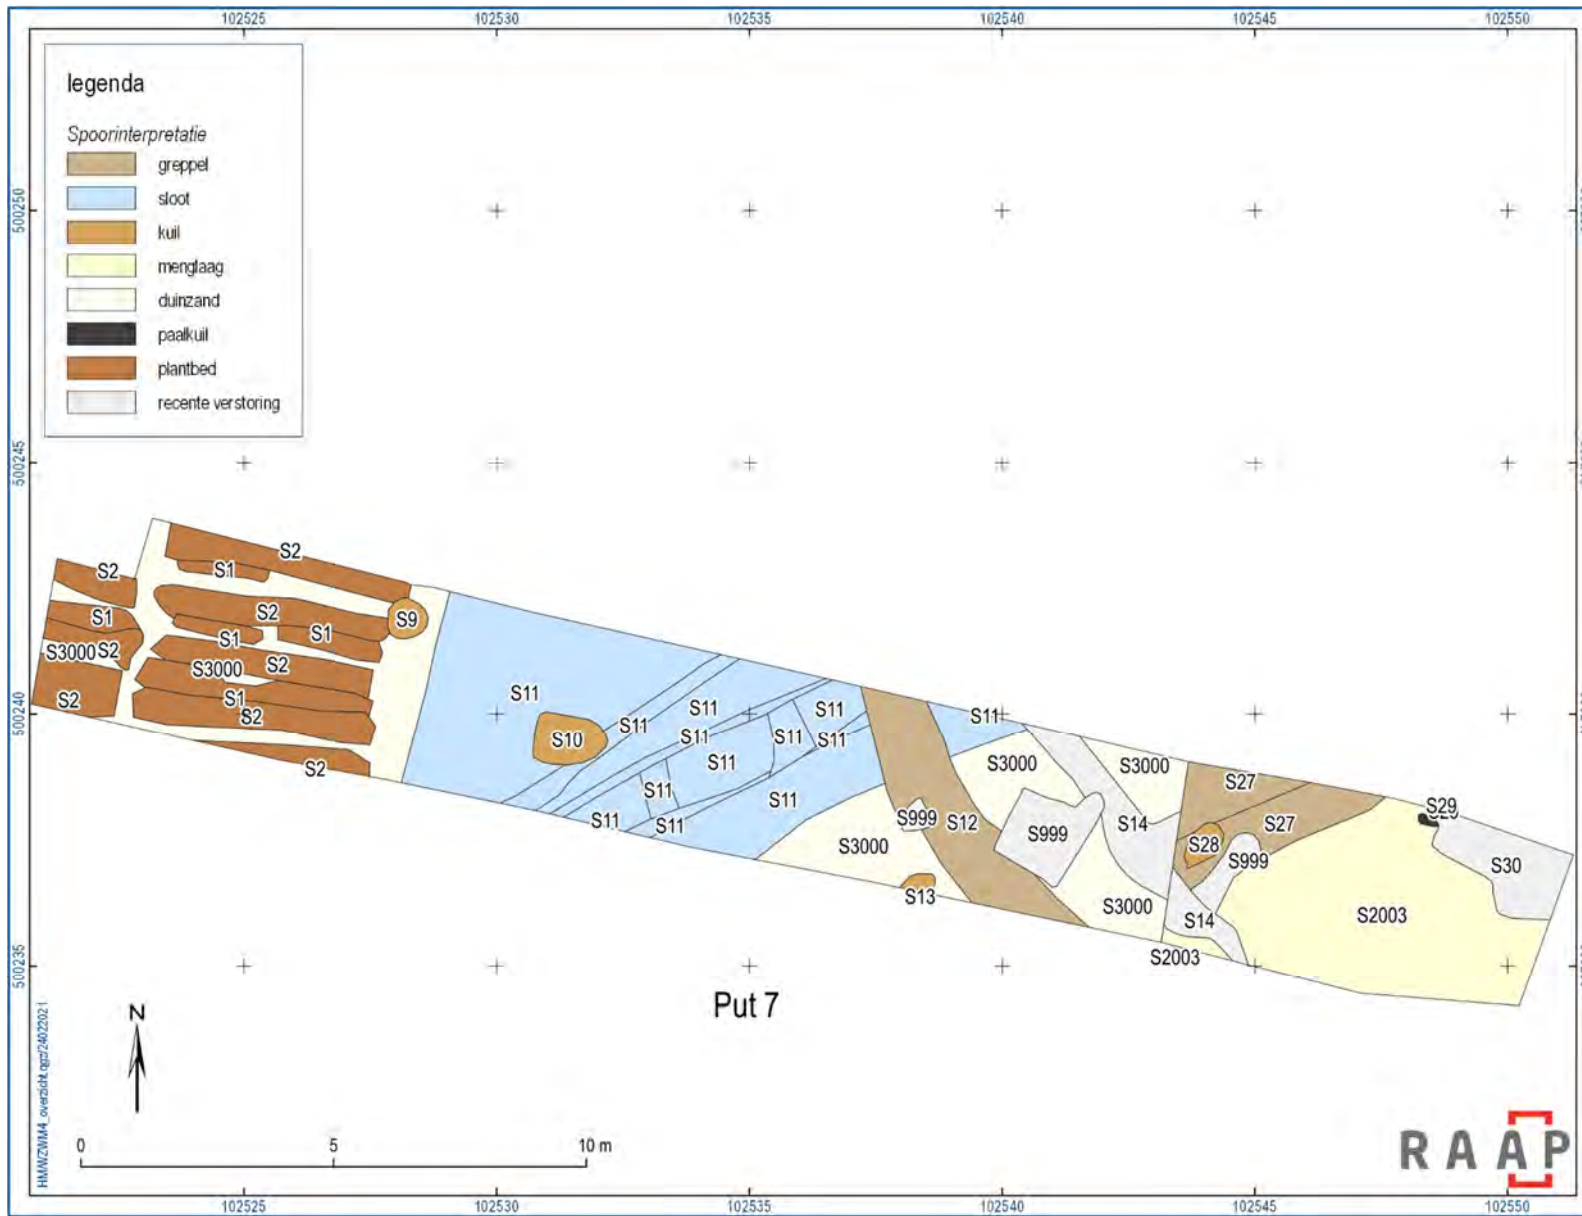 102525 102530 102535 102540 102545 102550
legenda
Spoorinterpretatie
greppel
sloot
kuil
menglaag
duinzand
paalkuil
plantbed
recente verstoring
500250
500245
500240
500235
S2
S2
S1
S1
S2
S9
S1
S1
S3000
S2
S3000
S2
S1
S2
S2
S2
S11
S10
S11
S11
S11
S11
S11
S11
S11
S11
S11
S11
S11
S11
S3000
S3000
S27
S29
S999
S12
S999
S14
S27
S28
S999
S30
S3000
S13
S3000
S14
S2003
S2003
Put 7
N
0 5 10 m
RAAP
102525 102530 102535 102540 102545 102550